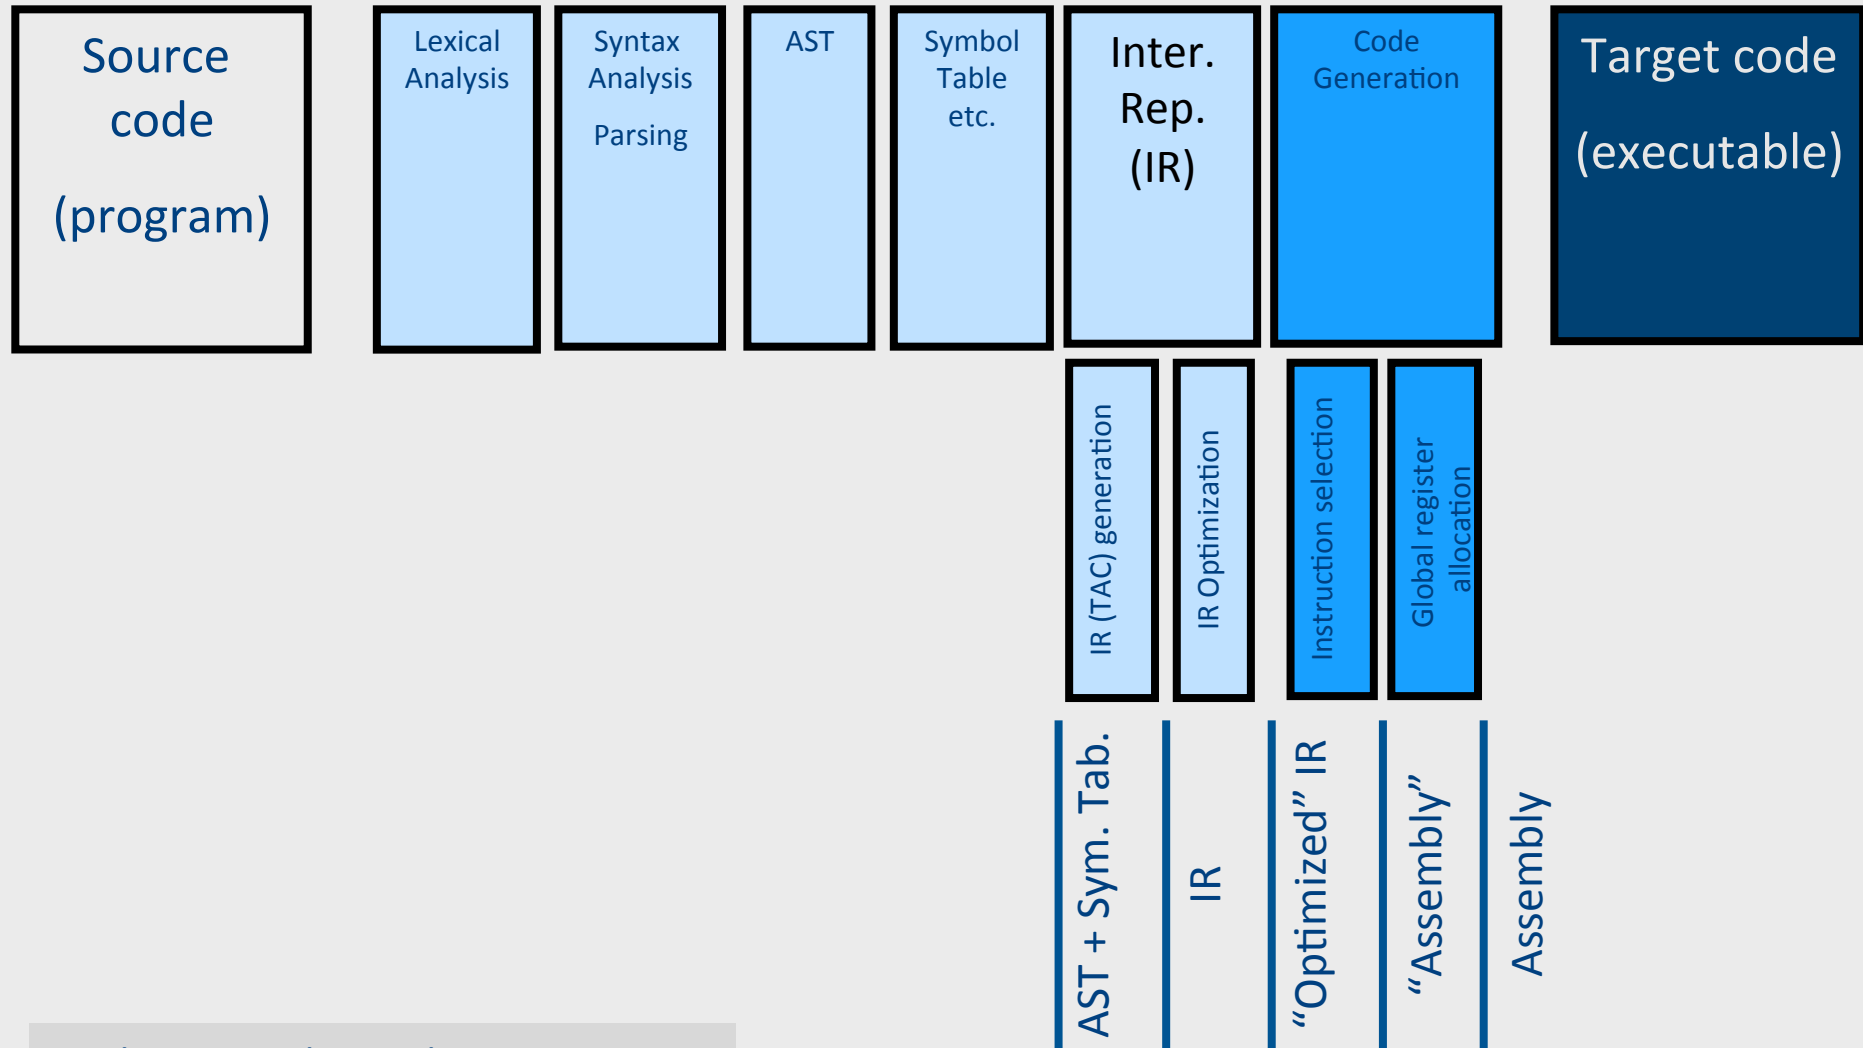 Source
code
(program)
Lexical
Analysis
Syntax
Analysis
Parsing
AST
Symbol
Table
etc.
Inter.
Rep.
(IR)
Code
Generation
Target code
(executable)
IR (TAC) generation
IR Optimization
Instruction selection
Global register
allocation
AST + Sym. Tab.
IR
“Optimized” IR
“Assembly”
Assembly